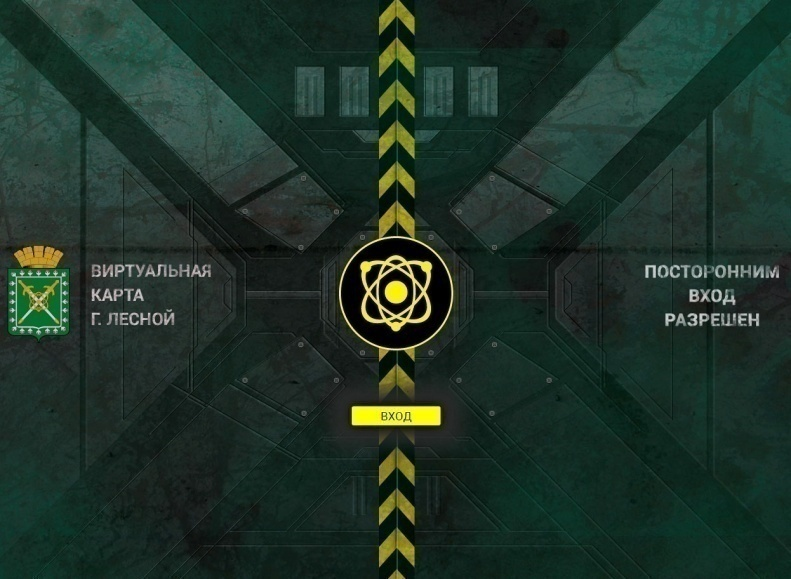 ВИРТУАЛЬНАЯ
КАРТА
Г. ЛЕСНОЙ
ПОСТОРОННИМ
ВХОД
РАЗРЕШЕН
ВХОД